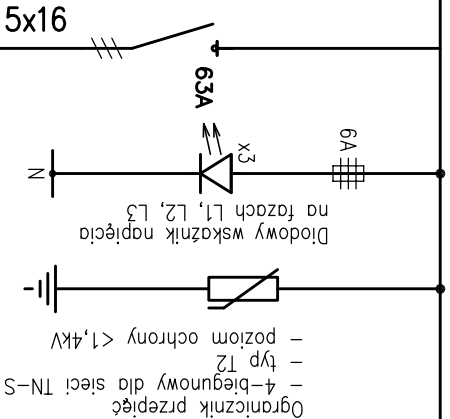 5x16
63A
6A
x3
N
Diodowy wskaźnik napięcia
na fazach L1, L2, L3
Ogranicznik przepięć
- 4-biegunowy dla sieci TN-S
- typ T2
- poziom ochrony <1,4kV